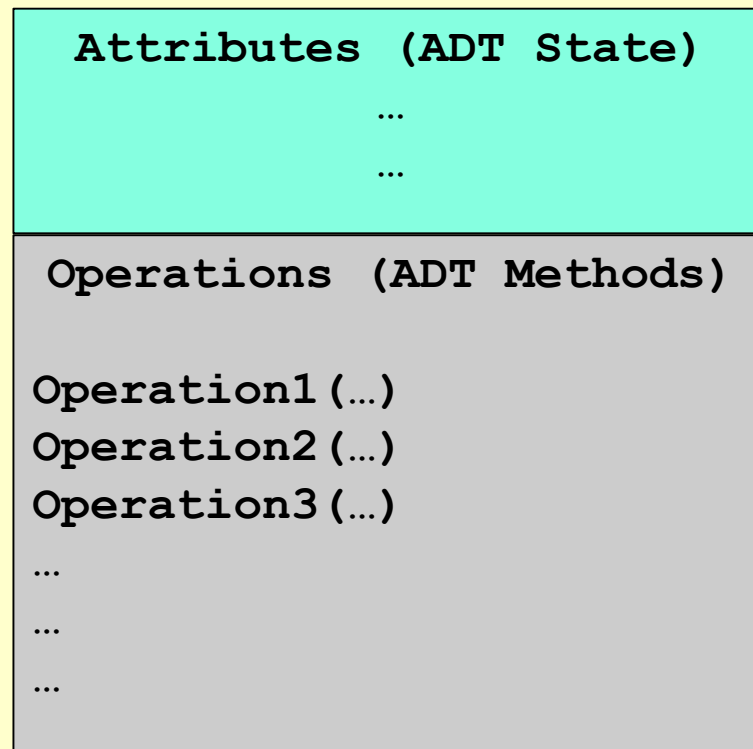 Attributes (ADT State)
…
…
Operations (ADT Methods)
Operation1(…)
Operation2(…)
Operation3(…)
…
…
…